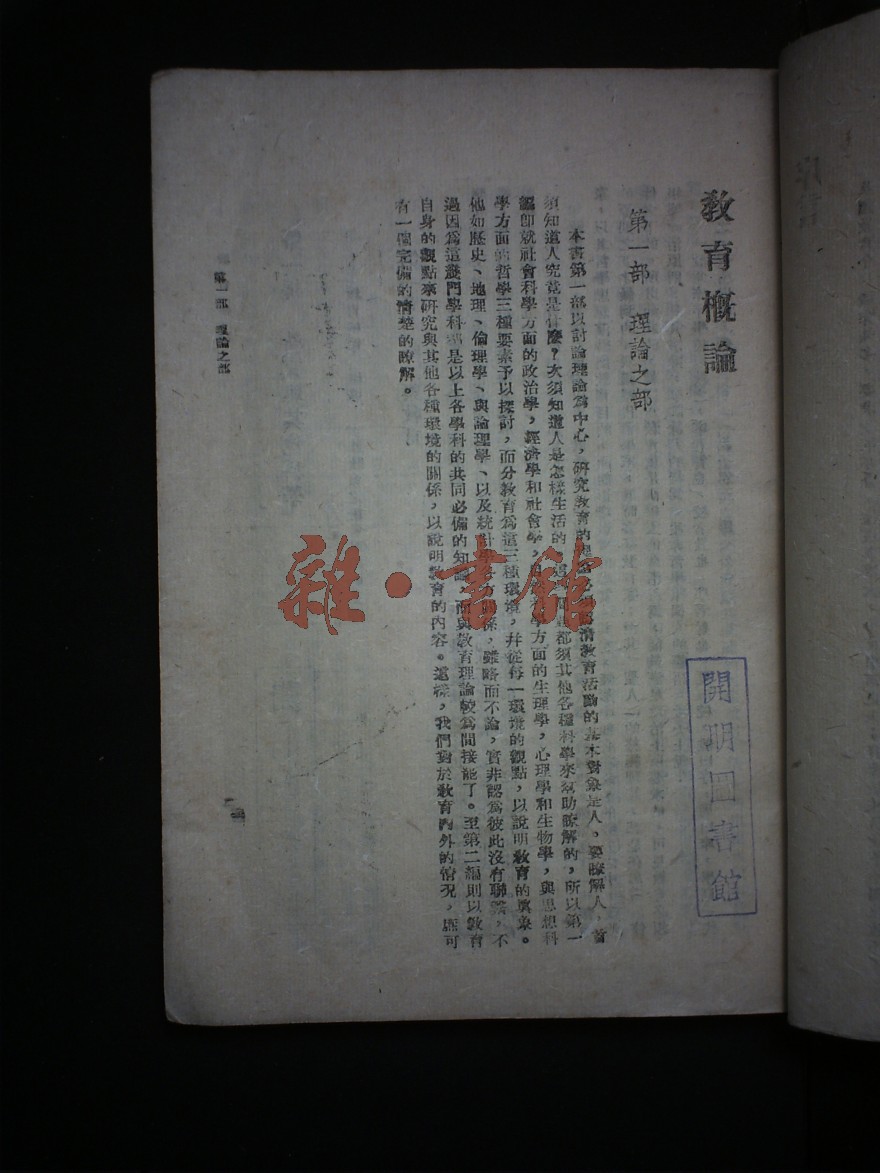 教育概論
第一部 理論之部
本書第一部以討論理論為中心，研究教育的理論必須 清教育活動的基本對象是人，要瞭解人，首
須知道人究竟是什麼？次須知道人是怎樣生活的， 都須其他各種科學來幫助瞭解的，所以第一
編即就社會科學方面的政治學，經濟學和社會學， 科學方面的生理學，心理學和生物學，與思想科
學方面的哲學三種要素予以探討，而分教育為這三種環境，幷從每一環境的觀點，以說明教育的眞象。
他如歷史、地理、倫理學、與論理學、以及統計學 方 係，雖略而不論，實非認為彼此沒有聯繫，不
過因為這幾門學科 是以上各學科的共同必備的知識，而與教育理論較為間接罷了。至第二編則以教育
自身的觀點來研究與其他各種環境的關係，以說明教育的內容。這樣，我們對於教育內外的情況，庶可
有一個完備的淸楚的瞭解。
第一部 理論之部
一
開明圖書館
雜·書館